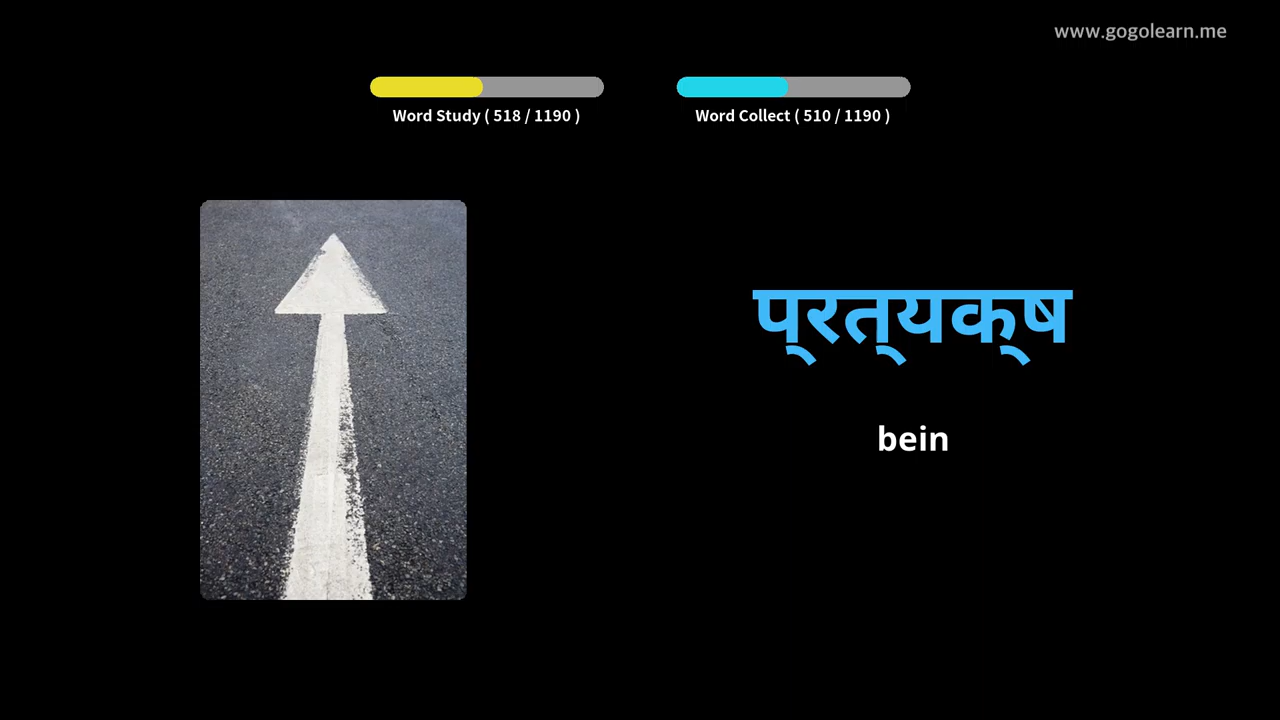 www.gogolearn.me
Word Study ( 518 / 1190 )
Word Collect ( 510 / 1190 )
प्रत्यक्ष
bein